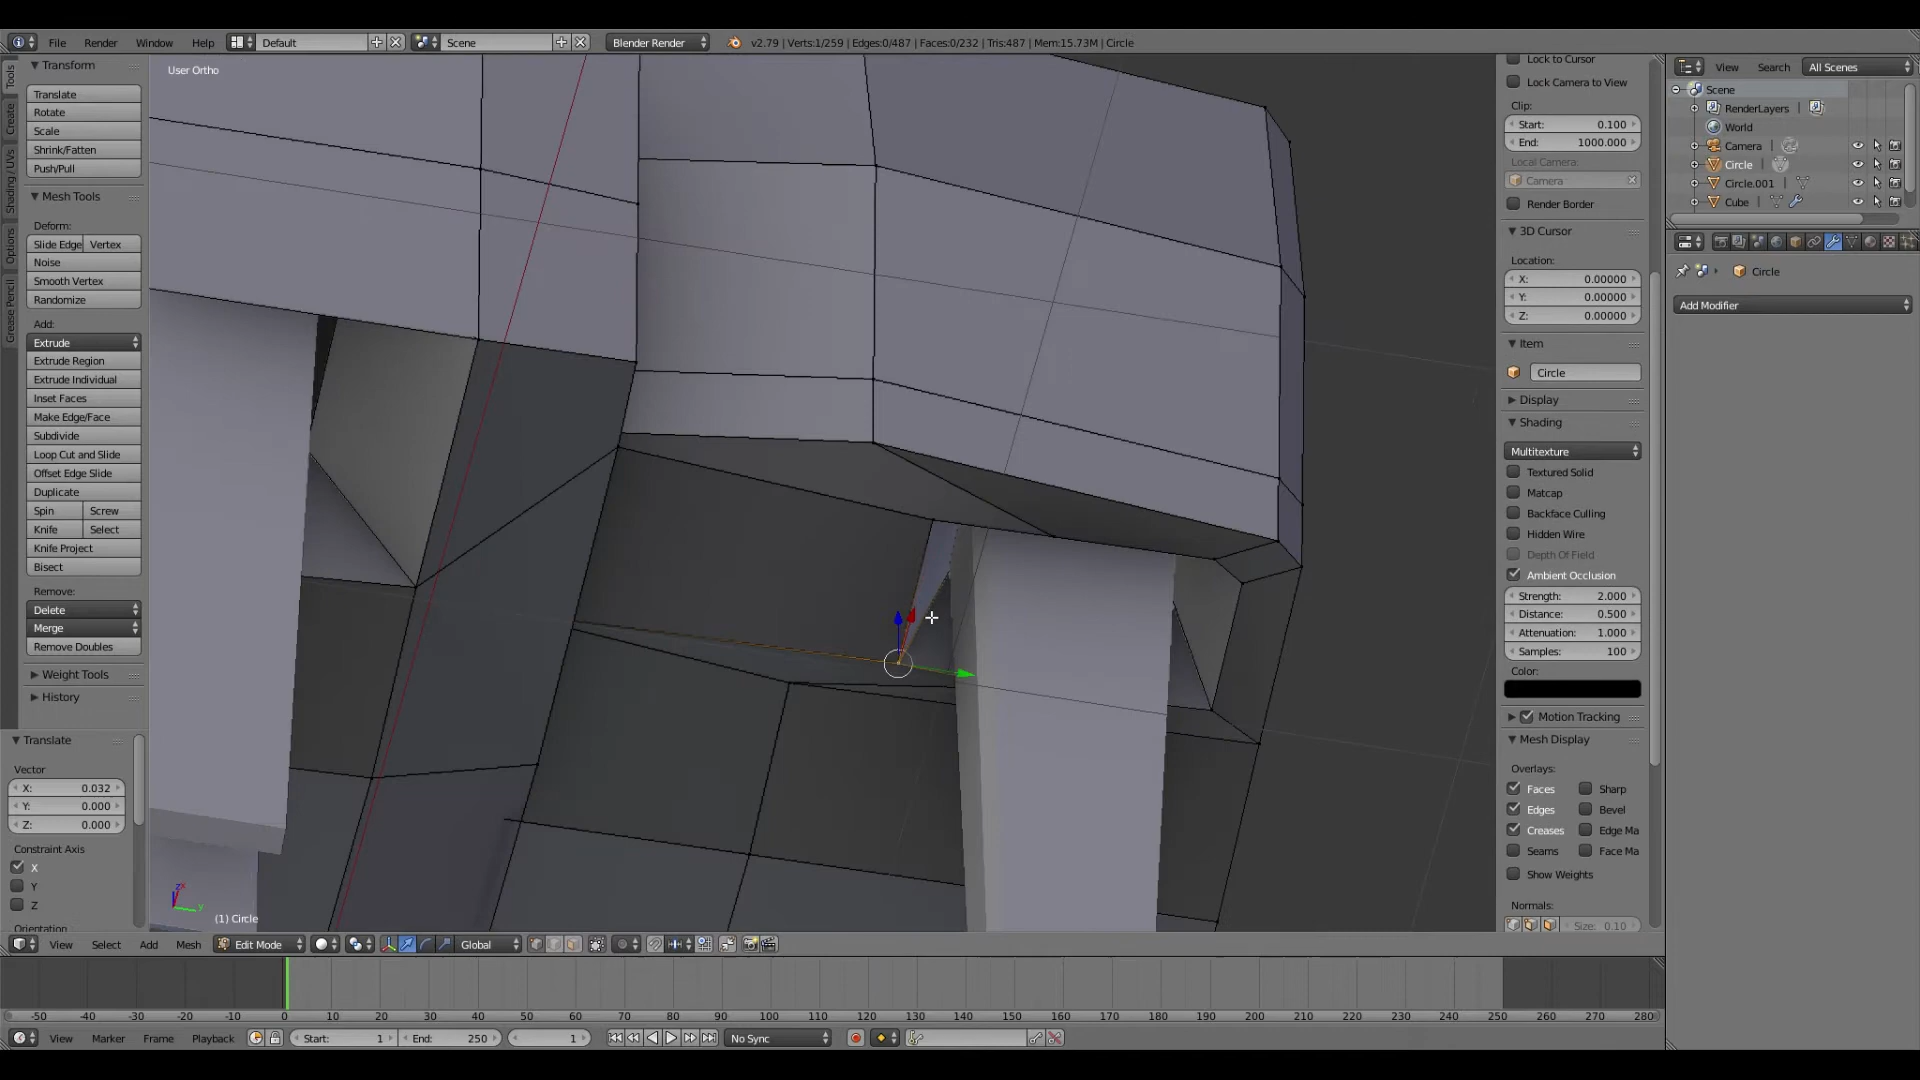 File Render Window Help Default Scene Blender Render v2.79 | Verts:1/259 | Edges:0/487 | Faces:0/232 | Tris:487 | Mem:15.73M | Circle
Tools
Create
Shading / UVs
Options
Grease Pencil
Transform
Translate
Rotate
Scale
Shrink/Fatten
Push/Pull
Mesh Tools
Deform:
Slide Edge Vertex
Noise
Smooth Vertex
Randomize
Add:
Extrude
Extrude Region
Extrude Individual
Inset Faces
Make Edge/Face
Subdivide
Loop Cut and Slide
Offset Edge Slide
Duplicate
Spin Screw
Knife Select
Knife Project
Bisect
Remove:
Delete
Merge
Remove Doubles
Weight Tools
History
Translate
Vector
X: 0.032
Y: 0.000
Z: 0.000
Constraint Axis
X
Y
Z
Orientation
User Ortho
(1) Circle
Lock to Cursor
Lock Camera to View
Clip:
Start: 0.100
End: 1000.000
Local Camera:
Camera
Render Border
3D Cursor
Location:
X: 0.00000
Y: 0.00000
Z: 0.00000
Item
Circle
Display
Shading
Multitexture
Textured Solid
Matcap
Backface Culling
Hidden Wire
Depth Of Field
Ambient Occlusion
Strength: 2.000
Distance: 0.500
Attenuation: 1.000
Samples: 100
Color:
Motion Tracking
Mesh Display
Overlays:
Faces Sharp
Edges Bevel
Creases Edge Ma
Seams Face Ma
Show Weights
Normals:
Size: 0.10
View Search All Scenes
Scene
RenderLayers
World
Camera
Circle
Circle.001
Cube
Circle
Add Modifier
View Select Add Mesh Edit Mode Global
-50 -40 -30 -20 -10 0 10 20 30 40 50 60 70 80 90 100 110 120 130 140 150 160 170 180 190 200 210 220 230 240 250 260 270 280
View Marker Frame Playback Start: 1 End: 250 1 No Sync